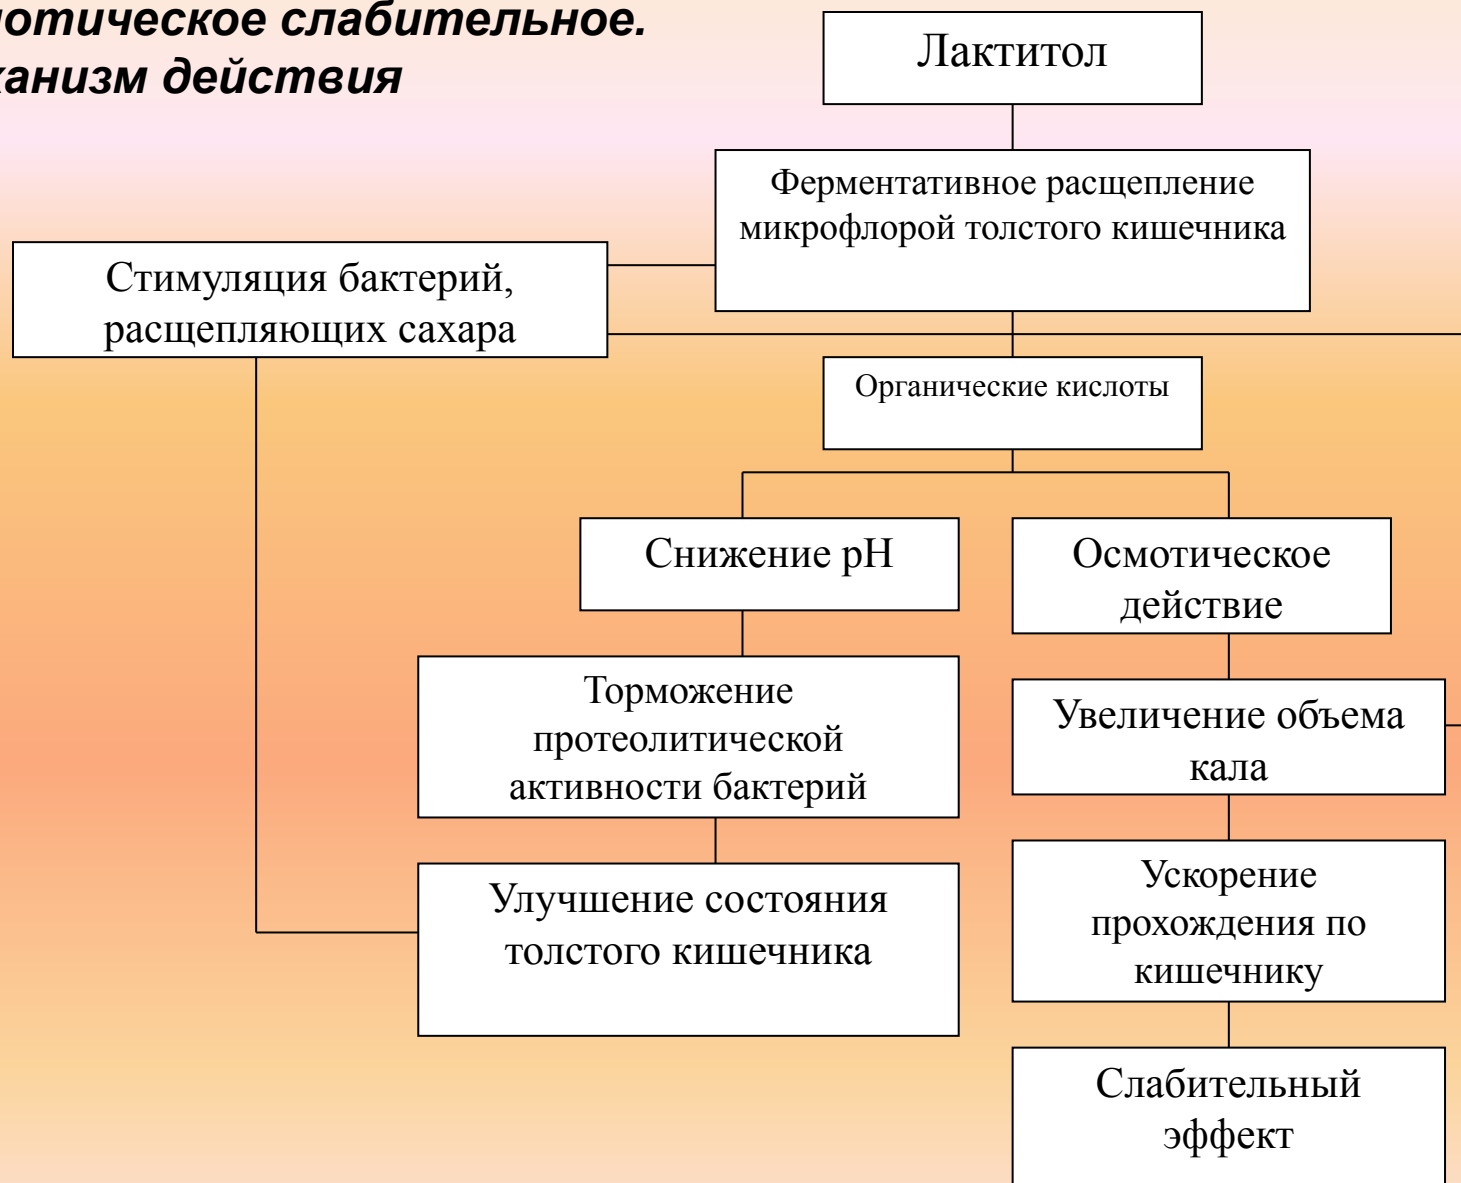 мотическое слабительное.
ханизм действия
Лактитол
Ферментативное расщепление
микрофлорой толстого кишечника
Стимуляция бактерий,
расщепляющих сахара
Органические кислоты
Снижение pH
Осмотическое
действие
Торможение
протеолитической
активности бактерий
Увеличение объема
кала
Улучшение состояния
толстого кишечника
Ускорение
прохождения по
кишечнику
Слабительный
эффект